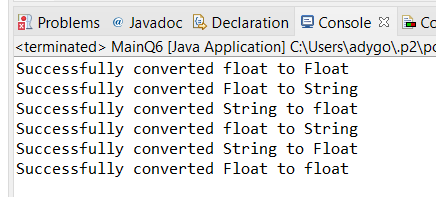 Problems @ Javadoc Declaration Console Co
<terminated> MainQ6 [Java Application] C:\Users\adygo\.p2\po
Successfully converted float to Float
Successfully converted Float to String
Successfully converted String to float
Successfully converted float to String
Successfully converted String to Float
Successfully converted Float to float